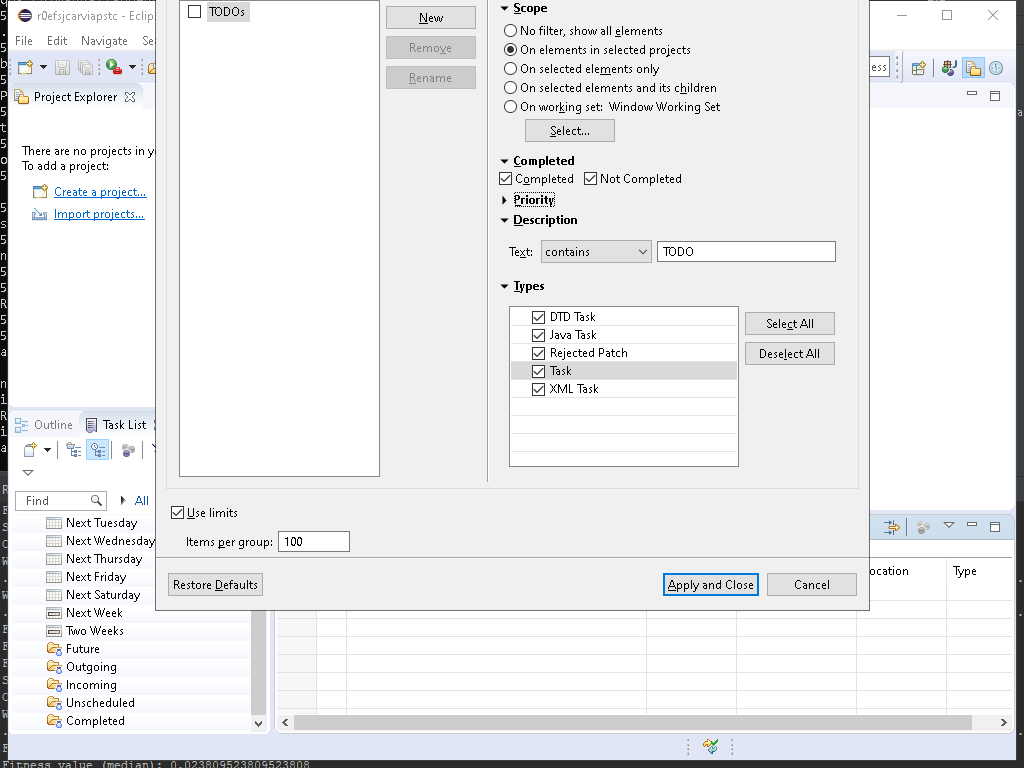 r0efsjcarviapstc - Eclip
File Edit Navigate Se
Project Explorer
There are no projects in y
To add a project:
Create a project...
Import projects...
TODOs
New
Remove
Rename
Scope
No filter, show all elements
On elements in selected projects
On selected elements only
On selected elements and its children
On working set: Window Working Set
Select...
Completed
Completed Not Completed
Priority
Description
Text: contains TODO
Types
DTD Task
Java Task
Rejected Patch
Task
XML Task
Select All
Deselect All
Use limits
Items per group: 100
Restore Defaults
Apply and Close
Cancel
ess
Outline Task List
Find All
Next Tuesday
Next Wednesday
Next Thursday
Next Friday
Next Saturday
Next Week
Two Weeks
Future
Outgoing
Incoming
Unscheduled
Completed
ocation Type
Fitness value (median): 0.023809523809523808